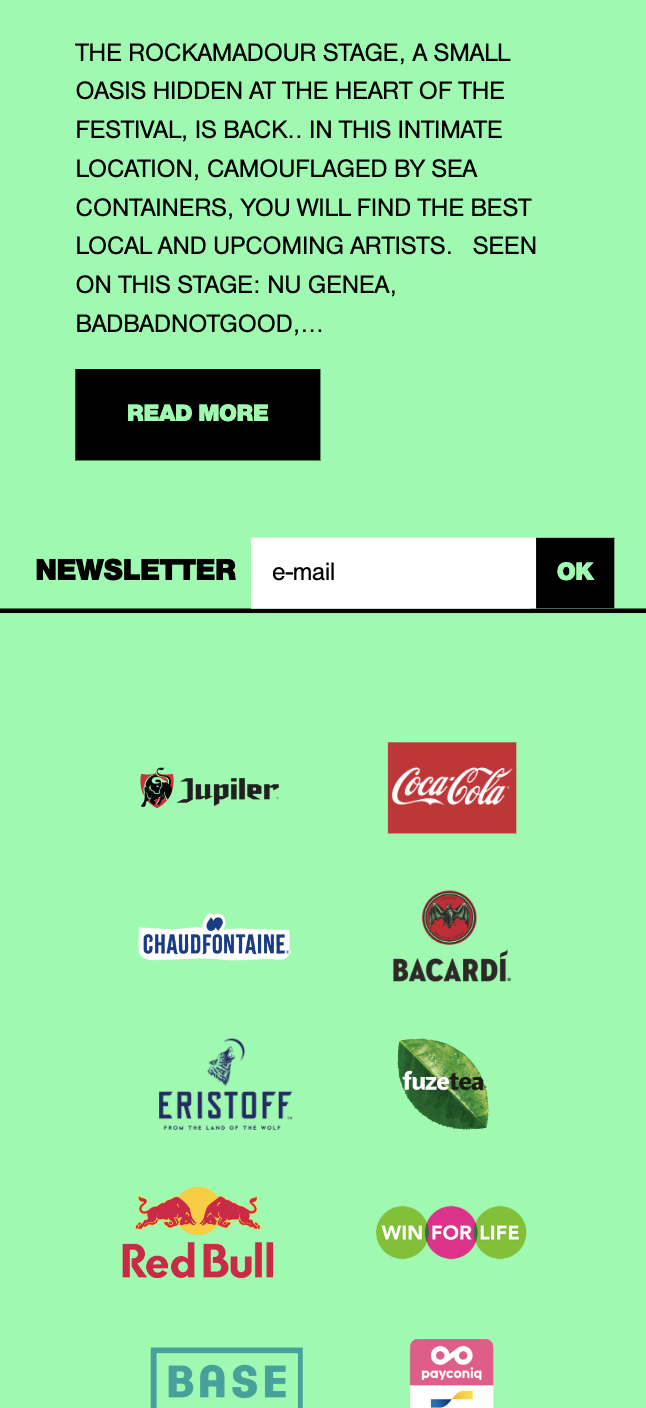 THE ROCKAMADOUR STAGE, A SMALL
OASIS HIDDEN AT THE HEART OF THE
FESTIVAL, IS BACK.. IN THIS INTIMATE
LOCATION, CAMOUFLAGED BY SEA
CONTAINERS, YOU WILL FIND THE BEST
LOCAL AND UPCOMING ARTISTS.   SEEN
ON THIS STAGE: NU GENEA,
BADBADNOTGOOD,...
READ MORE
NEWSLETTER e-mail OK
Jupiler
Coca-Cola
CHAUDFONTAINE
BACARDÍ
ERISTOFF
FROM THE LAND OF THE WOLF
fuzetea
Red Bull
WIN FOR LIFE
BASE
payconiq